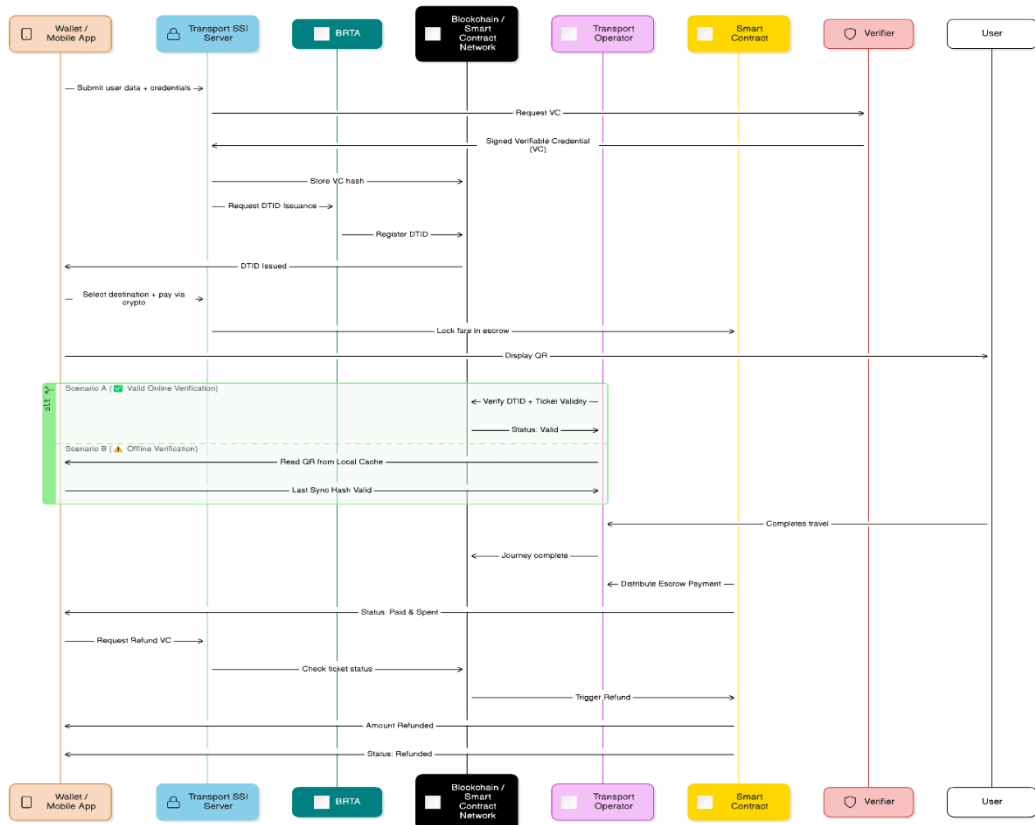 Wallet /
Mobile App
Transport SSI
Server
BRTA
Blockchain /
Smart
Contract
Network
Transport
Operator
Smart
Contract
Verifier
User
Submit user data + credentials
Request VC
Signed Verifiable Credential
(VC)
Store VC hash
Request DTID Issuance
Register DTID
DTID Issued
Select destination + pay via
crypto
Lock fare in escrow
Display QR
alt
Scenario A ( ✅ Valid Online Verification)
Verify DTID + Ticket Validity
Status: Valid
Scenario B ( ⚠️ Offline Verification)
Read QR from Local Cache
Last Sync Hash Valid
Completes travel
Journey complete
Distribute Escrow Payment
Status: Paid & Spent
Request Refund VC
Check ticket status
Trigger Refund
Amount Refunded
Status: Refunded
Wallet /
Mobile App
Transport SSI
Server
BRTA
Blockchain /
Smart
Contract
Network
Transport
Operator
Smart
Contract
Verifier
User